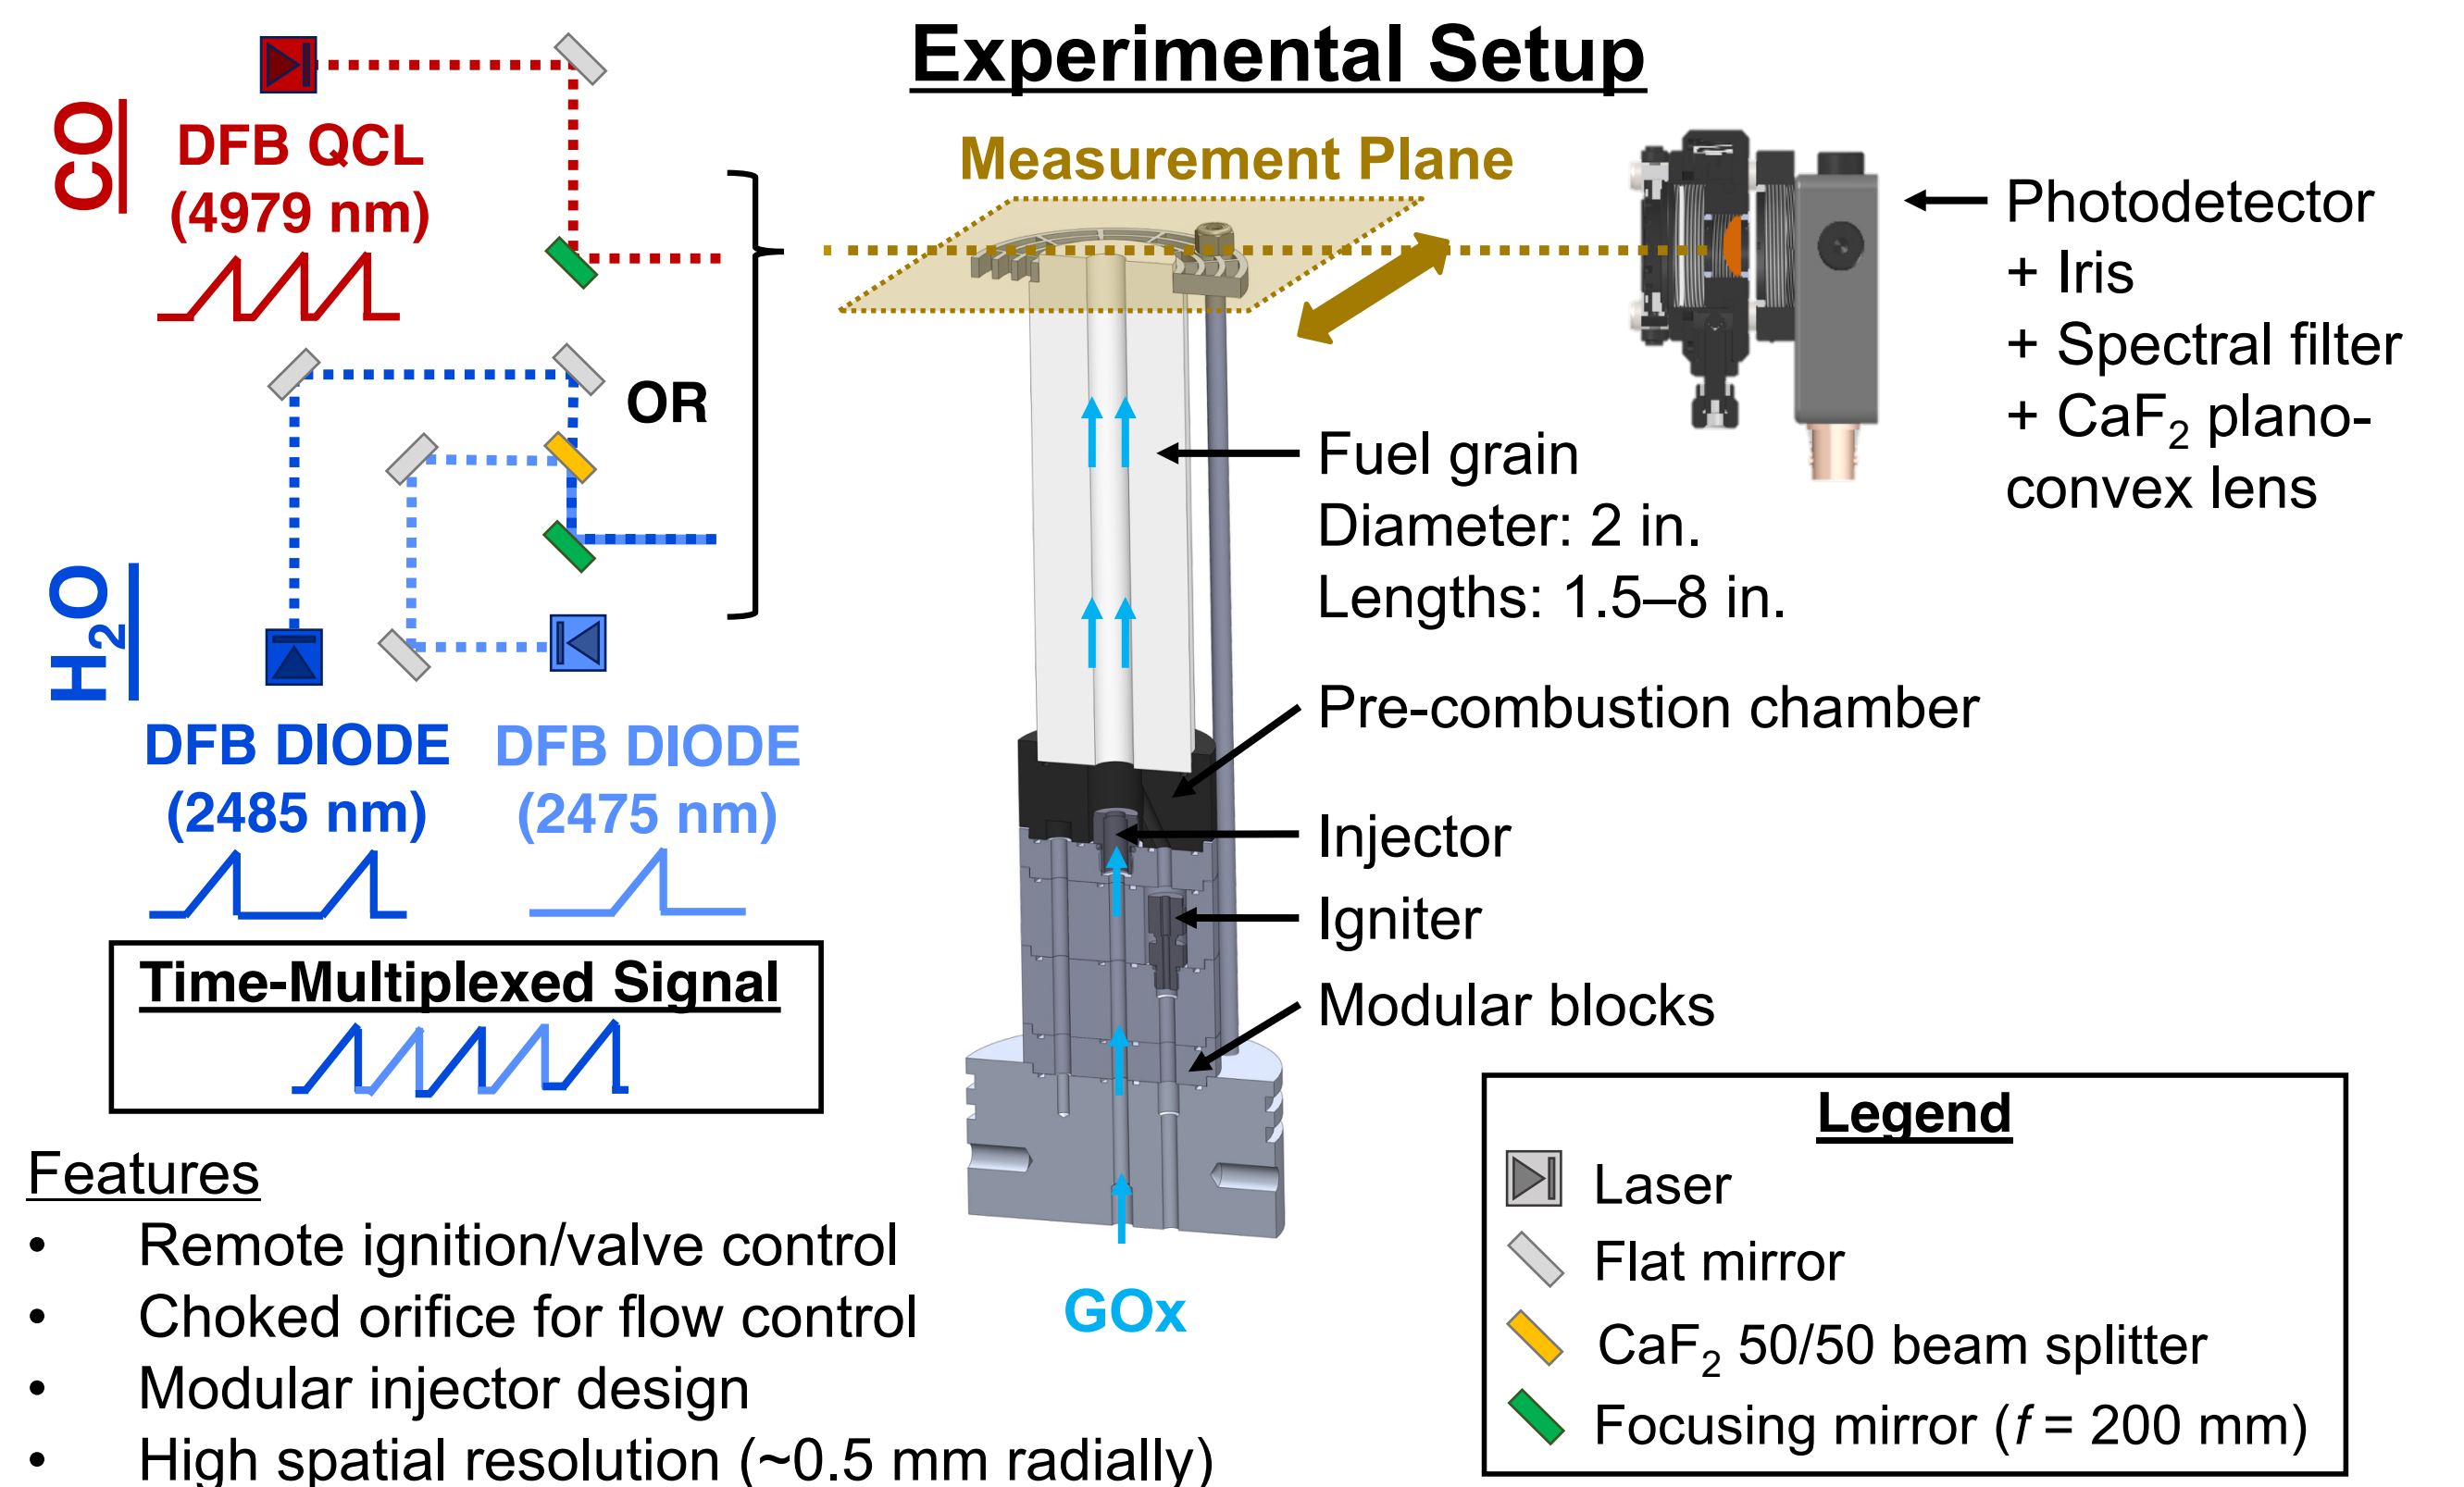 Experimental Setup
CO
DFB QCL
(4979 nm)
OR
H₂O
DFB DIODE
(2485 nm)
DFB DIODE
(2475 nm)
Time-Multiplexed Signal
Features
• Remote ignition/valve control
• Choked orifice for flow control
• Modular injector design
• High spatial resolution (~0.5 mm radially)
Measurement Plane
Photodetector
+ Iris
+ Spectral filter
+ CaF₂ plano-
convex lens
Fuel grain
Diameter: 2 in.
Lengths: 1.5–8 in.
Pre-combustion chamber
Injector
Igniter
Modular blocks
GOx
Legend
Laser
Flat mirror
CaF₂ 50/50 beam splitter
Focusing mirror (f = 200 mm)